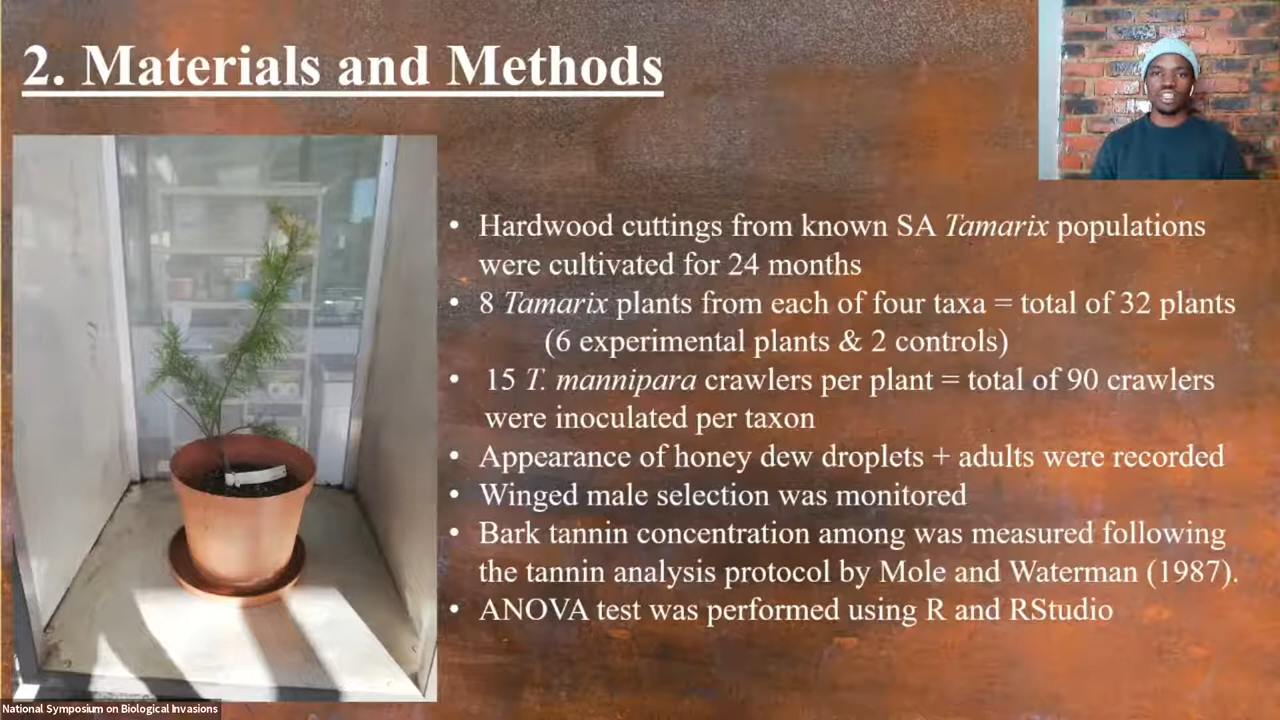 2. Materials and Methods
• Hardwood cuttings from known SA Tamarix populations
were cultivated for 24 months
• 8 Tamarix plants from each of four taxa = total of 32 plants
(6 experimental plants & 2 controls)
• 15 T. mannipara crawlers per plant = total of 90 crawlers
were inoculated per taxon
• Appearance of honey dew droplets + adults were recorded
• Winged male selection was monitored
• Bark tannin concentration among was measured following
the tannin analysis protocol by Mole and Waterman (1987).
• ANOVA test was performed using R and RStudio
National Symposium on Biological Invasions